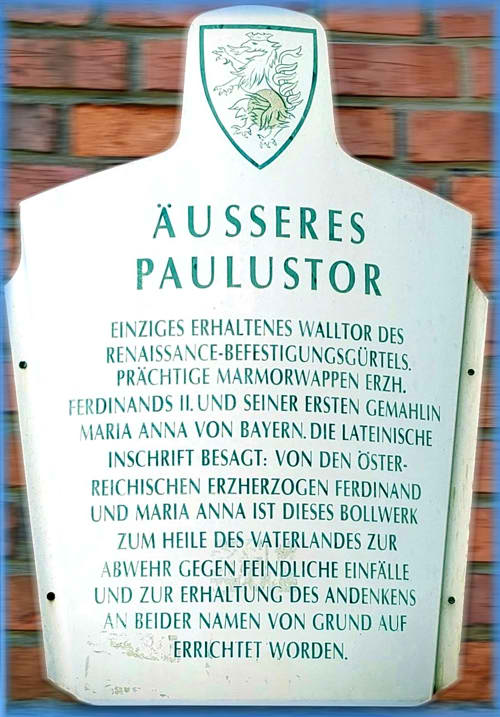 ÄUSSERES
PAULUSTOR
EINZIGES ERHALTENES WALLTOR DES
RENAISSANCE-BEFESTIGUNGSGÜRTELS.
PRÄCHTIGE MARMORWAPPEN ERZH.
FERDINANDS II. UND SEINER ERSTEN GEMAHLIN
MARIA ANNA VON BAYERN. DIE LATEINISCHE
INSCHRIFT BESAGT: VON DEN ÖSTER-
REICHISCHEN ERZHERZOGEN FERDINAND
UND MARIA ANNA IST DIESES BOLLWERK
ZUM HEILE DES VATERLANDES ZUR
ABWEHR GEGEN FEINDLICHE EINFÄLLE
UND ZUR ERHALTUNG DES ANDENKENS
AN BEIDER NAMEN VON GRUND AUF
ERRICHTET WORDEN.